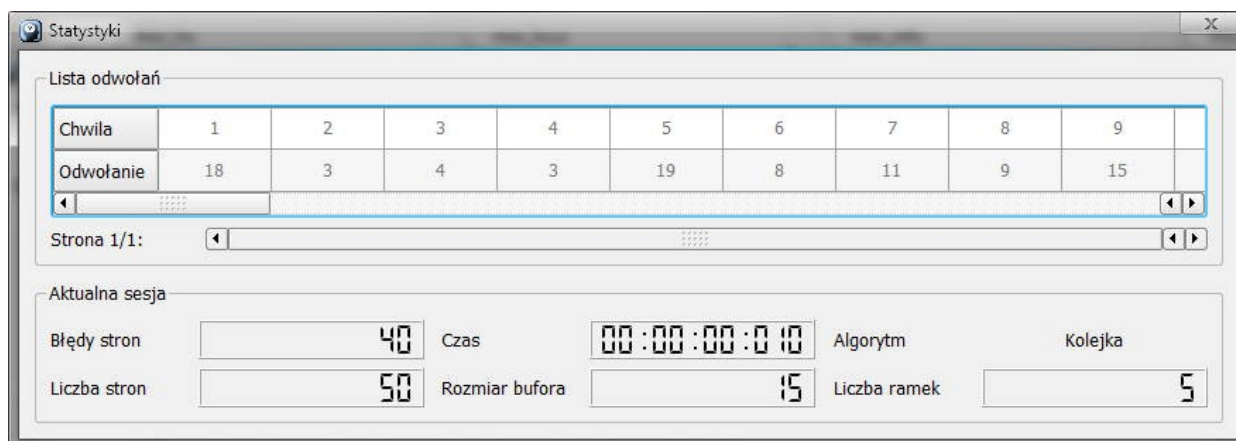 Statystyki
X
Lista odwołań
Chwila 1 2 3 4 5 6 7 8 9
Odwołanie 18 3 4 3 19 8 11 9 15
Strona 1/1:
Aktualna sesja
Błędy stron 40 Czas 00:00:00:010 Algorytm Kolejka
Liczba stron 50 Rozmiar bufora 15 Liczba ramek 5